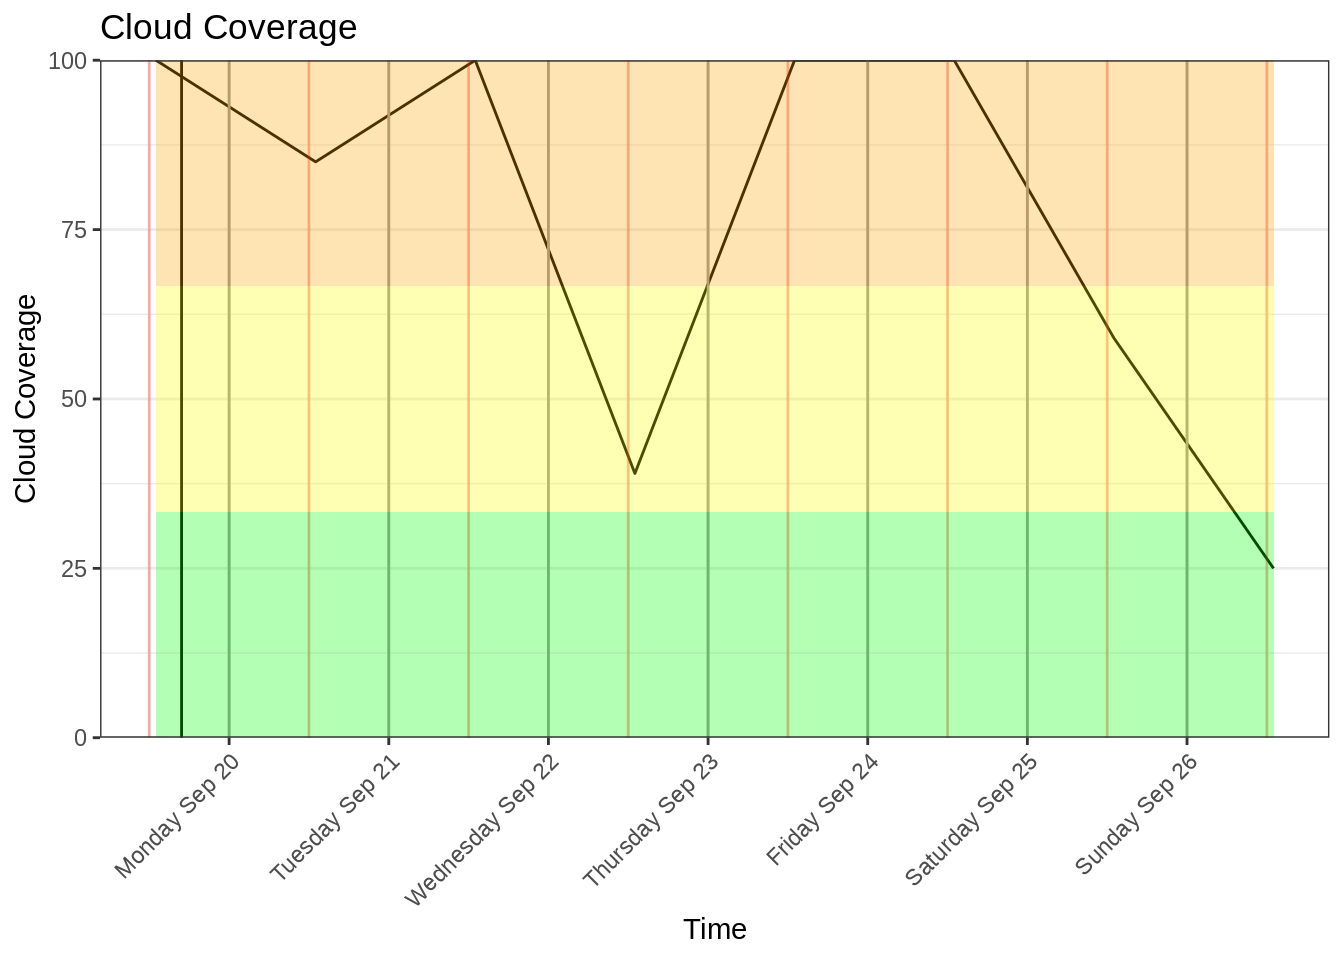 Cloud Coverage
100
75
50
25
0
Cloud Coverage
Monday Sep 20
Tuesday Sep 21
Wednesday Sep 22
Thursday Sep 23
Friday Sep 24
Saturday Sep 25
Sunday Sep 26
Time